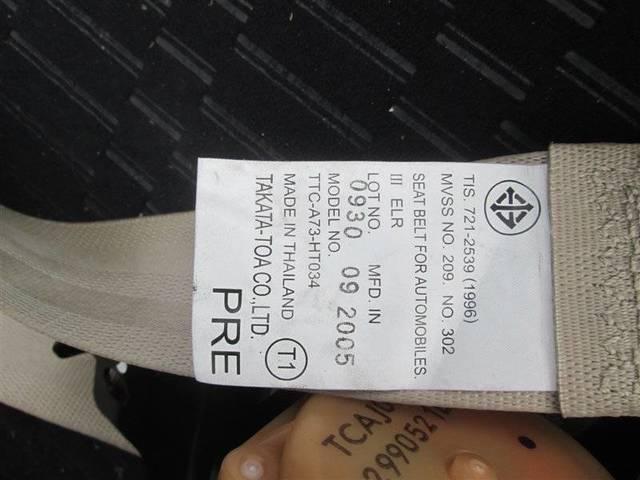 TIS. 721-2539 (1996)
MVSS NO. 209. NO. 302
SEAT BELT FOR AUTOMOBILES.
III ELR
LOT NO. MFD. IN
0930 09 2005
MODEL NO.
TTC-A73-HT034
MADE IN THAILAND
TAKATA-TOA.CO.,LTD.
T1
PRE